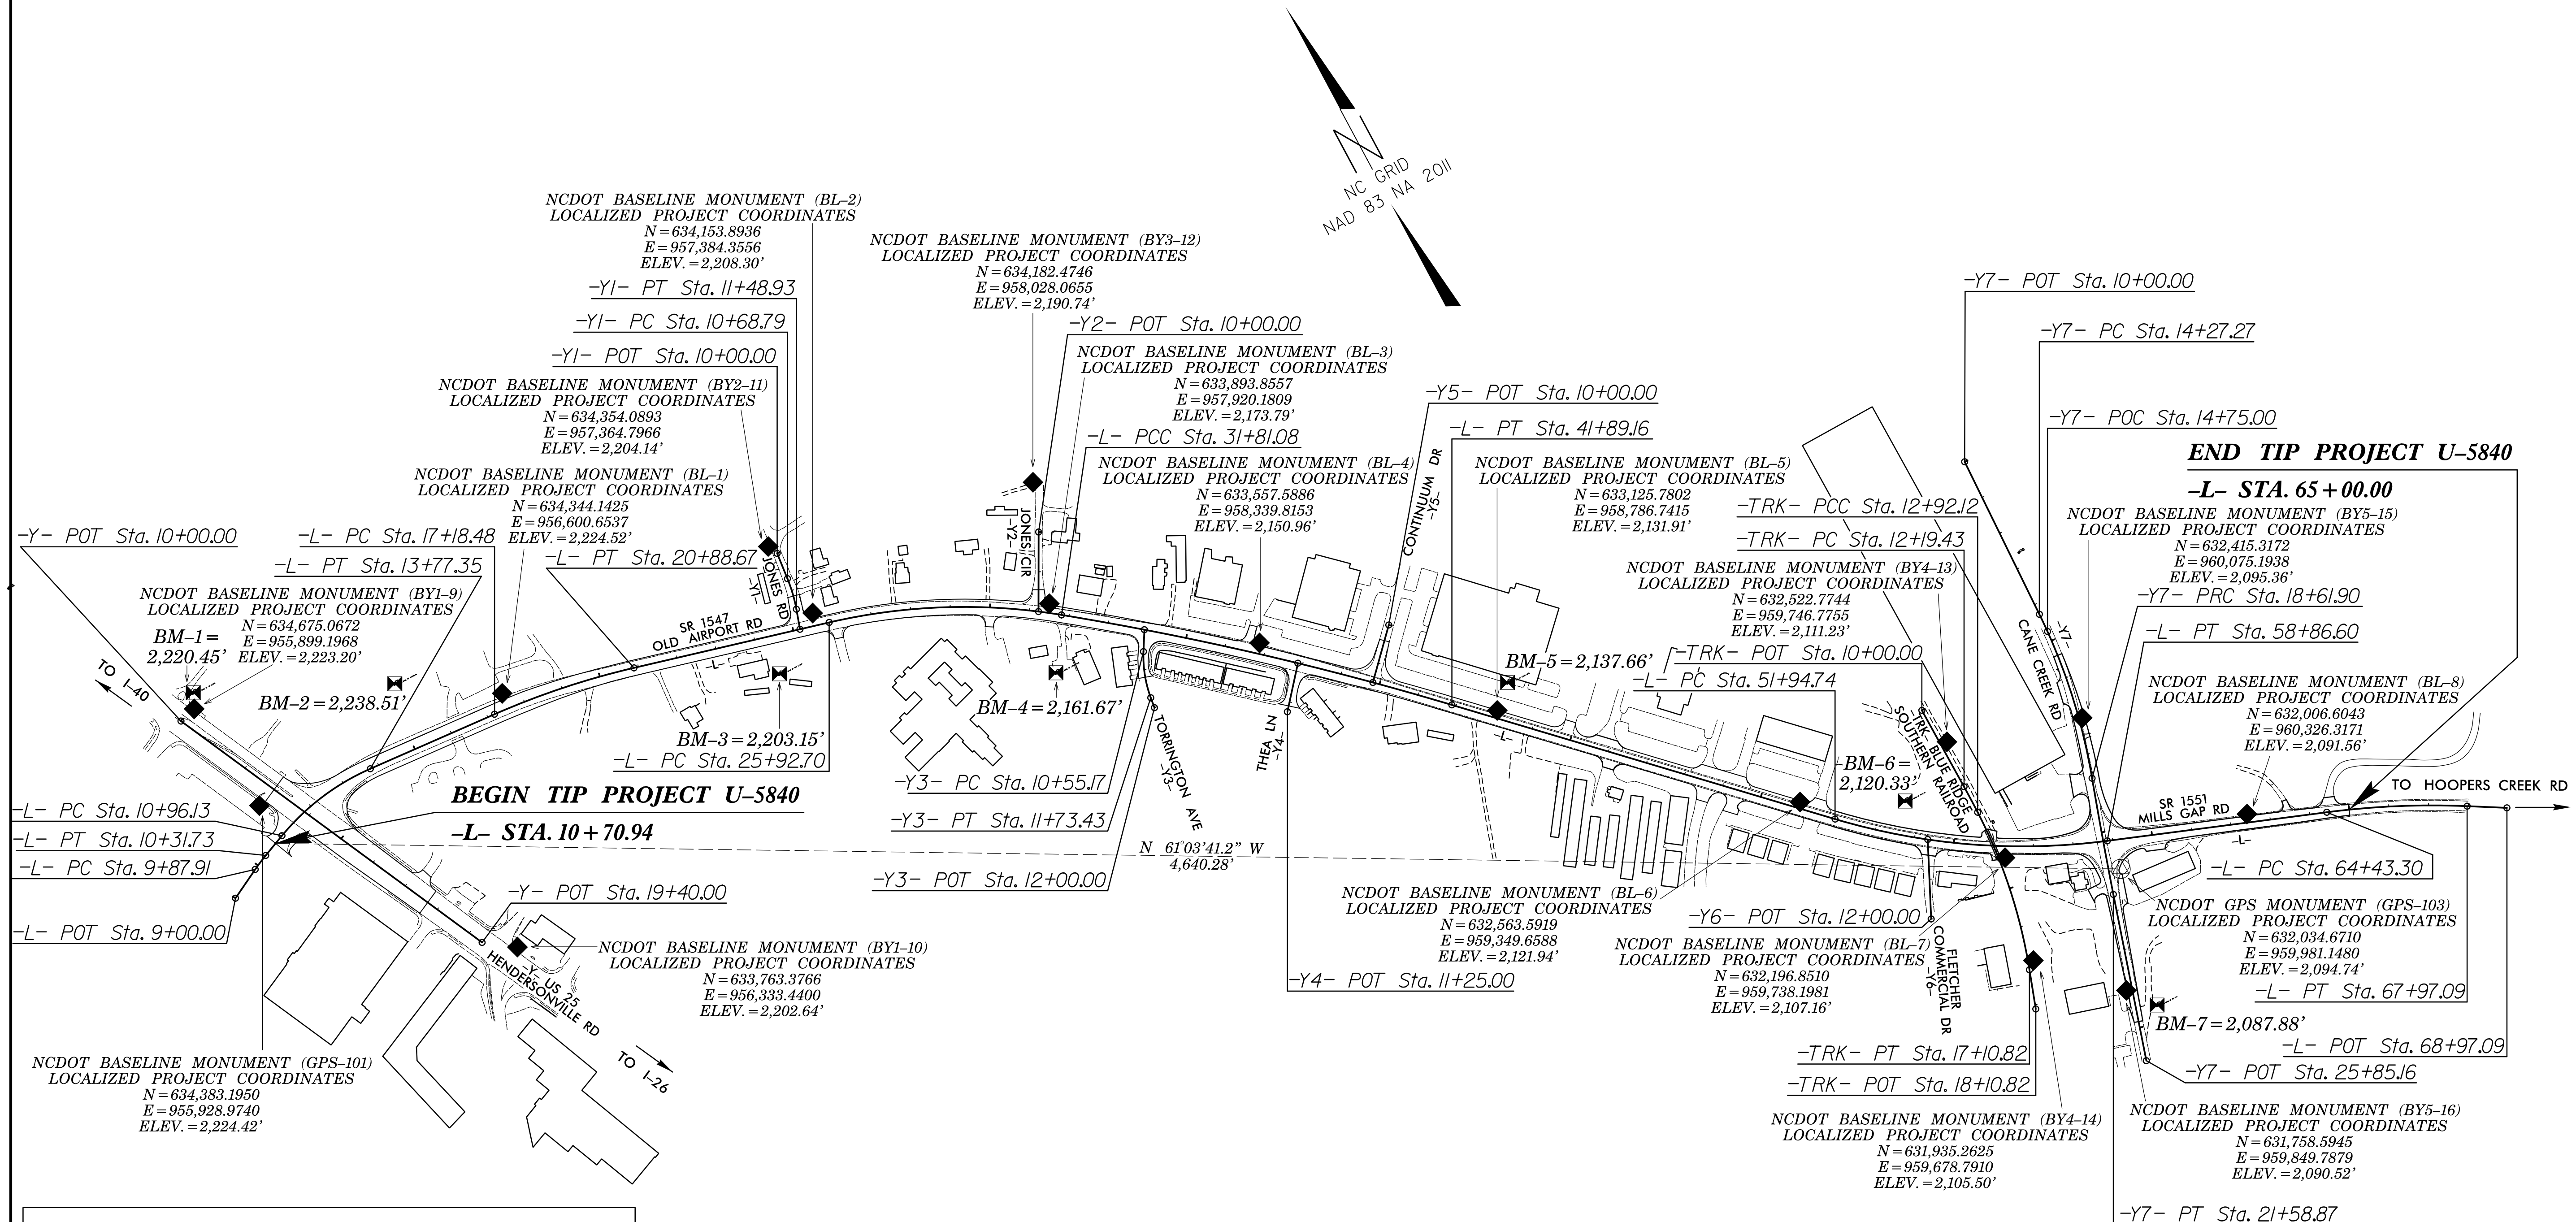 NC GRID
NAD 83 NA 2011
NCDOT BASELINE MONUMENT (BL-2)
LOCALIZED PROJECT COORDINATES
N=634,153.8936
E=957,384.3556
ELEV.=2,208.30'
-Y1- PT Sta. 11+48.93
-Y1- PC Sta. 10+68.79
-Y1- POT Sta. 10+00.00
NCDOT BASELINE MONUMENT (BY2-11)
LOCALIZED PROJECT COORDINATES
N=634,354.0893
E=957,364.7966
ELEV.=2,204.14'
NCDOT BASELINE MONUMENT (BL-1)
LOCALIZED PROJECT COORDINATES
N=634,344.1425
E=956,600.6537
ELEV.=2,224.52'
-Y- POT Sta. 10+00.00
-L- PC Sta. 17+18.48
-L- PT Sta. 13+77.35
-L- PT Sta. 20+88.67
NCDOT BASELINE MONUMENT (BY1-9)
LOCALIZED PROJECT COORDINATES
N=634,675.0672
E=955,899.1968
ELEV.=2,223.20'
BM-1=
2,220.45'
BM-2=2,238.51'
TO I-40
SR 1547
OLD AIRPORT RD
-L-
JONES RD
-Y1-
BM-3=2,203.15'
-L- PC Sta. 25+92.70
NCDOT BASELINE MONUMENT (BY3-12)
LOCALIZED PROJECT COORDINATES
N=634,182.4746
E=958,028.0655
ELEV.=2,190.74'
-Y2- POT Sta. 10+00.00
NCDOT BASELINE MONUMENT (BL-3)
LOCALIZED PROJECT COORDINATES
N=633,893.8557
E=957,920.1809
ELEV.=2,173.79'
-L- PCC Sta. 31+81.08
JONES CIR
-Y2-
NCDOT BASELINE MONUMENT (BL-4)
LOCALIZED PROJECT COORDINATES
N=633,557.5886
E=958,339.8153
ELEV.=2,150.96'
-Y5- POT Sta. 10+00.00
-L- PT Sta. 41+89.16
CONTINUUM DR
-Y5-
NCDOT BASELINE MONUMENT (BL-5)
LOCALIZED PROJECT COORDINATES
N=633,125.7802
E=958,786.7415
ELEV.=2,131.91'
-Y7- POT Sta. 10+00.00
-Y7- PC Sta. 14+27.27
-Y7- POC Sta. 14+75.00
END TIP PROJECT U-5840
-L- STA. 65+00.00
-TRK- PCC Sta. 12+92.12
-TRK- PC Sta. 12+19.43
NCDOT BASELINE MONUMENT (BY4-13)
LOCALIZED PROJECT COORDINATES
N=632,522.7744
E=959,746.7755
ELEV.=2,111.23'
-TRK- POT Sta. 10+00.00
BM-5=2,137.66'
-L- PC Sta. 51+94.74
NCDOT BASELINE MONUMENT (BY5-15)
LOCALIZED PROJECT COORDINATES
N=632,415.3172
E=960,075.1938
ELEV.=2,095.36'
-Y7- PRC Sta. 18+61.90
-L- PT Sta. 58+86.60
-Y7-
CANE CREEK RD
NCDOT BASELINE MONUMENT (BL-8)
LOCALIZED PROJECT COORDINATES
N=632,006.6043
E=960,326.3171
ELEV.=2,091.56'
-TRK- BLUE RIDGE
SOUTHERN RAILROAD
BM-6=
2,120.33'
TO HOOPERS CREEK RD
SR 1551
MILLS GAP RD
-L-
BM-4=2,161.67'
TORRINGTON AVE
-Y3-
THEA LN
-Y4-
-L-
-Y3- PC Sta. 10+55.17
-Y3- PT Sta. 11+73.43
-Y3- POT Sta. 12+00.00
N 61°03'41.2" W
4,640.28'
-L- PC Sta. 10+96.13
-L- PT Sta. 10+31.73
-L- PC Sta. 9+87.91
-L- POT Sta. 9+00.00
BEGIN TIP PROJECT U-5840
-L- STA. 10+70.94
-Y- POT Sta. 19+40.00
NCDOT BASELINE MONUMENT (BY1-10)
LOCALIZED PROJECT COORDINATES
N=633,763.3766
E=956,333.4400
ELEV.=2,202.64'
-Y- US 25
HENDERSONVILLE RD
TO I-26
NCDOT BASELINE MONUMENT (GPS-101)
LOCALIZED PROJECT COORDINATES
N=634,383.1950
E=955,928.9740
ELEV.=2,224.42'
-Y4- POT Sta. 11+25.00
NCDOT BASELINE MONUMENT (BL-6)
LOCALIZED PROJECT COORDINATES
N=632,563.5919
E=959,349.6588
ELEV.=2,121.94'
-Y6- POT Sta. 12+00.00
NCDOT BASELINE MONUMENT (BL-7)
LOCALIZED PROJECT COORDINATES
N=632,196.8510
E=959,738.1981
ELEV.=2,107.16'
FLETCHER
COMMERCIAL DR
-Y6-
-TRK- PT Sta. 17+10.82
-TRK- POT Sta. 18+10.82
NCDOT BASELINE MONUMENT (BY4-14)
LOCALIZED PROJECT COORDINATES
N=631,935.2625
E=959,678.7910
ELEV.=2,105.50'
-L- PC Sta. 64+43.30
NCDOT GPS MONUMENT (GPS-103)
LOCALIZED PROJECT COORDINATES
N=632,034.6710
E=959,981.1480
ELEV.=2,094.74'
-L- PT Sta. 67+97.09
BM-7=2,087.88'
-L- POT Sta. 68+97.09
-Y7- POT Sta. 25+85.16
NCDOT BASELINE MONUMENT (BY5-16)
LOCALIZED PROJECT COORDINATES
N=631,758.5945
E=959,849.7879
ELEV.=2,090.52'
-Y7- PT Sta. 21+58.87